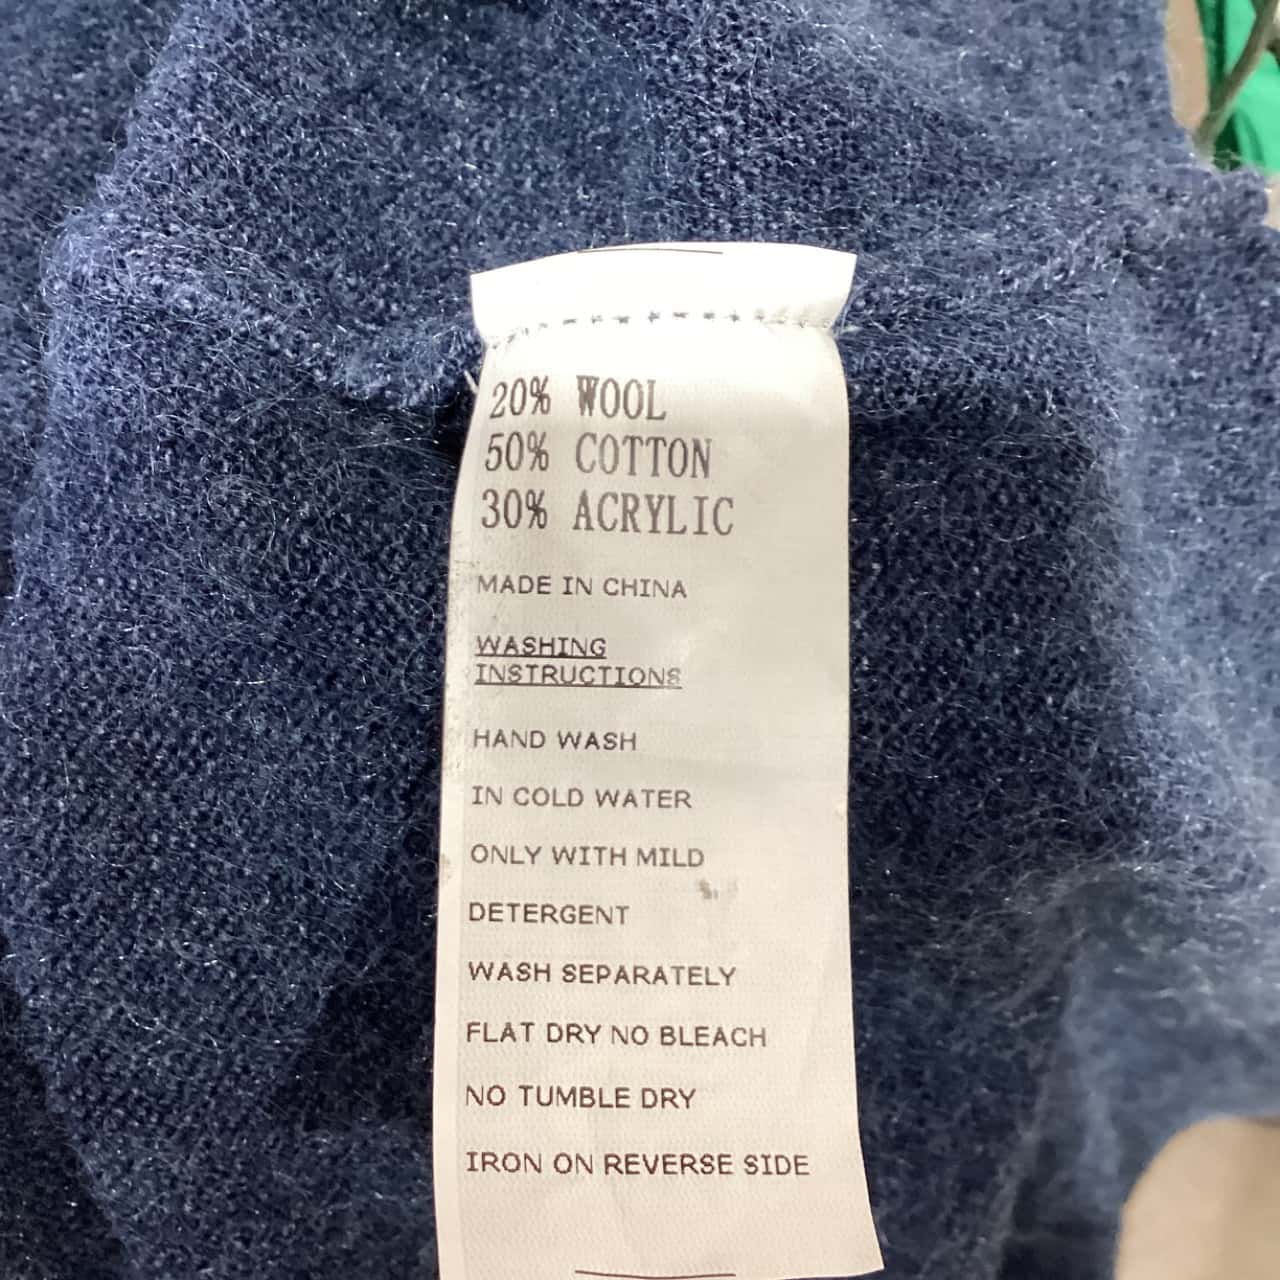 20% WOOL
50% COTTON
30% ACRYLIC
MADE IN CHINA
WASHING
INSTRUCTIONS
HAND WASH
IN COLD WATER
ONLY WITH MILD
DETERGENT
WASH SEPARATELY
FLAT DRY NO BLEACH
NO TUMBLE DRY
IRON ON REVERSE SIDE